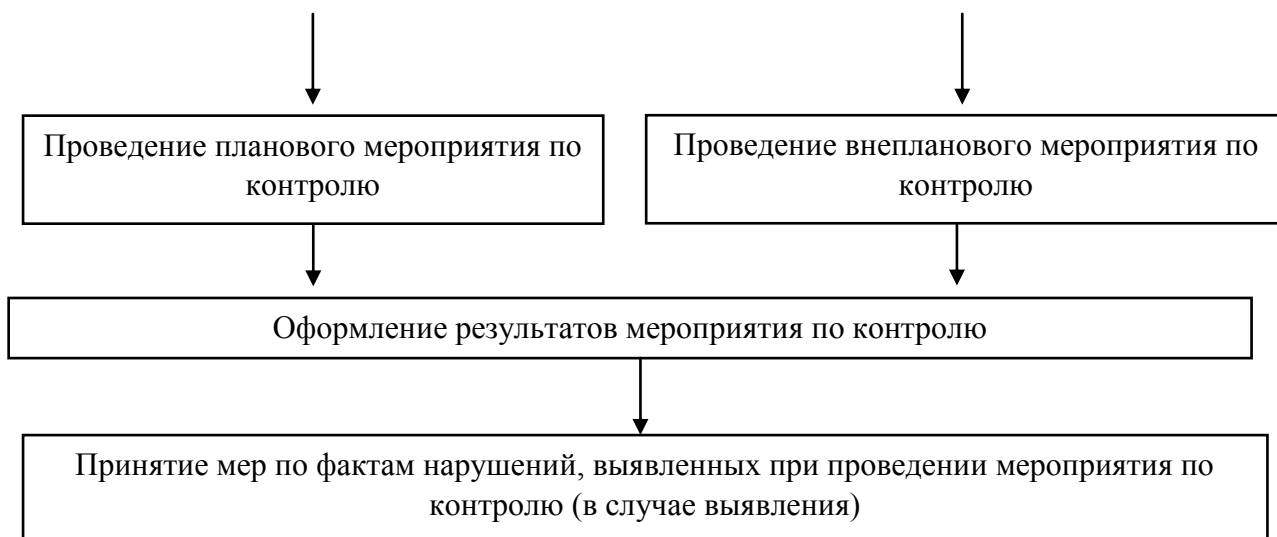 Проведение планового мероприятия по
контролю
Проведение внепланового мероприятия по
контролю
Оформление результатов мероприятия по контролю
Принятие мер по фактам нарушений, выявленных при проведении мероприятия по
контролю (в случае выявления)